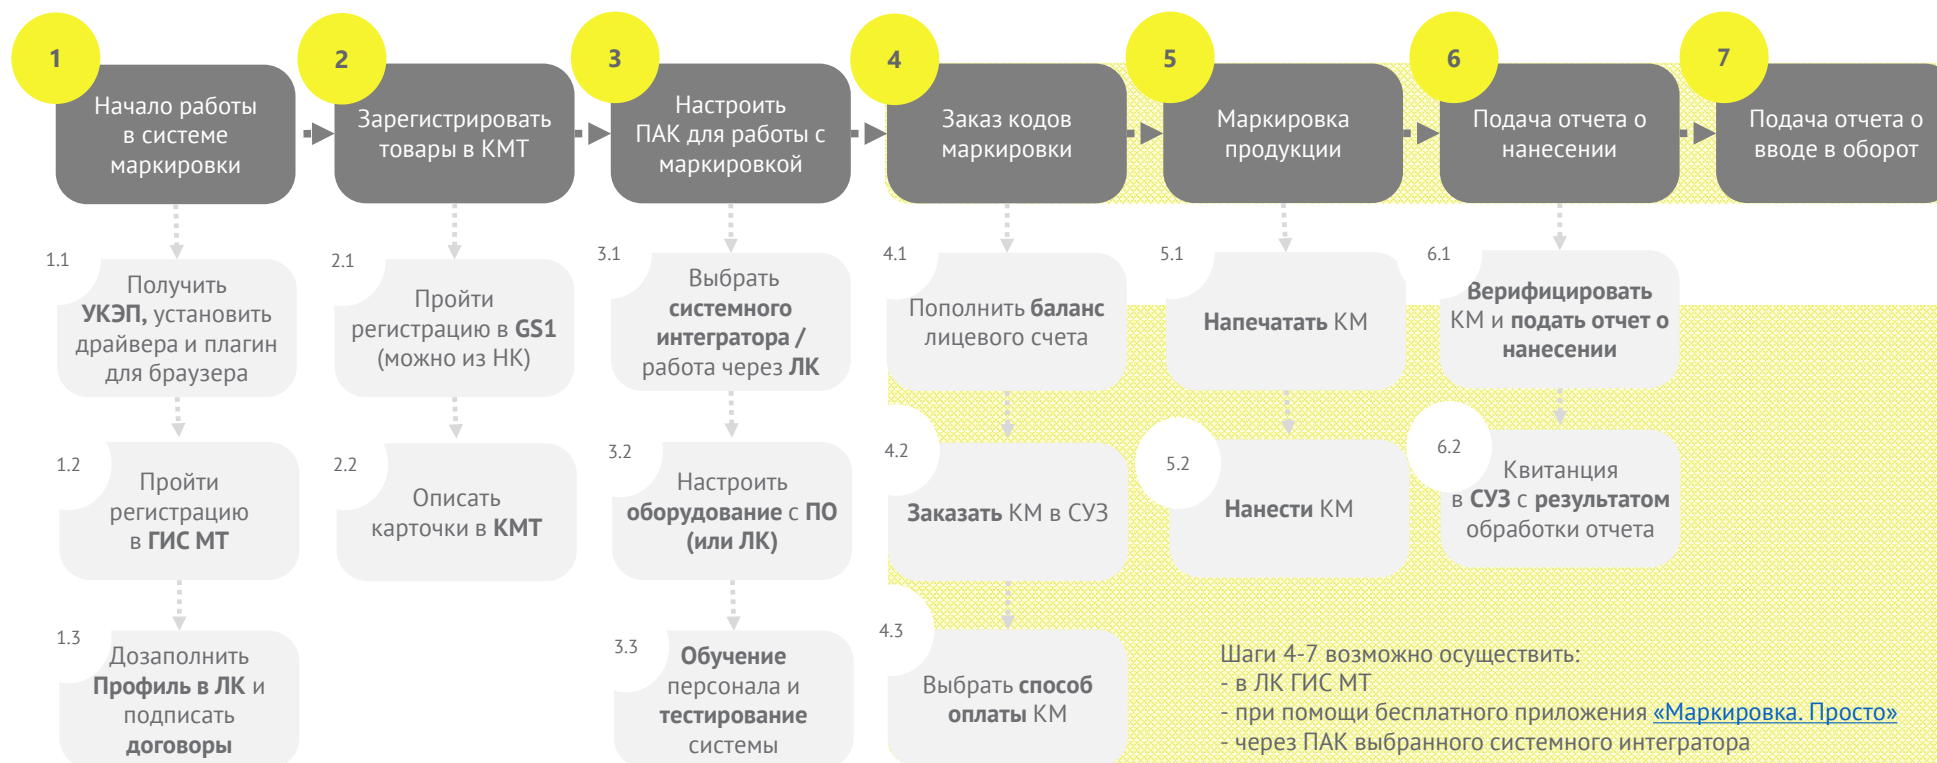 1
Начало работы
в системе
маркировки
2
Зарегистрировать
товары в КМТ
3
Настроить
ПАК для работы с
маркировкой
4
Заказ кодов
маркировки
5
Маркировка
продукции
6
Подача отчета о
нанесении
7
Подача отчета о
вводе в оборот
1.1
Получить
УКЭП, установить
драйвера и плагин
для браузера
1.2
Пройти
регистрацию
в ГИС МТ
1.3
Дозаполнить
Профиль в ЛК и
подписать
договоры
2.1
Пройти
регистрацию в GS1
(можно из НК)
2.2
Описать
карточки в КМТ
3.1
Выбрать
системного
интегратора /
работа через ЛК
3.2
Настроить
оборудование с ПО
(или ЛК)
3.3
Обучение
персонала и
тестирование
системы
4.1
Пополнить баланс
лицевого счета
4.2
Заказать КМ в СУЗ
4.3
Выбрать способ
оплаты КМ
5.1
Напечатать КМ
5.2
Нанести КМ
6.1
Верифицировать
КМ и подать отчет о
нанесении
6.2
Квитанция
в СУЗ с результатом
обработки отчета
Шаги 4-7 возможно осуществить:
- в ЛК ГИС МТ
- при помощи бесплатного приложения «Маркировка. Просто»
- через ПАК выбранного системного интегратора